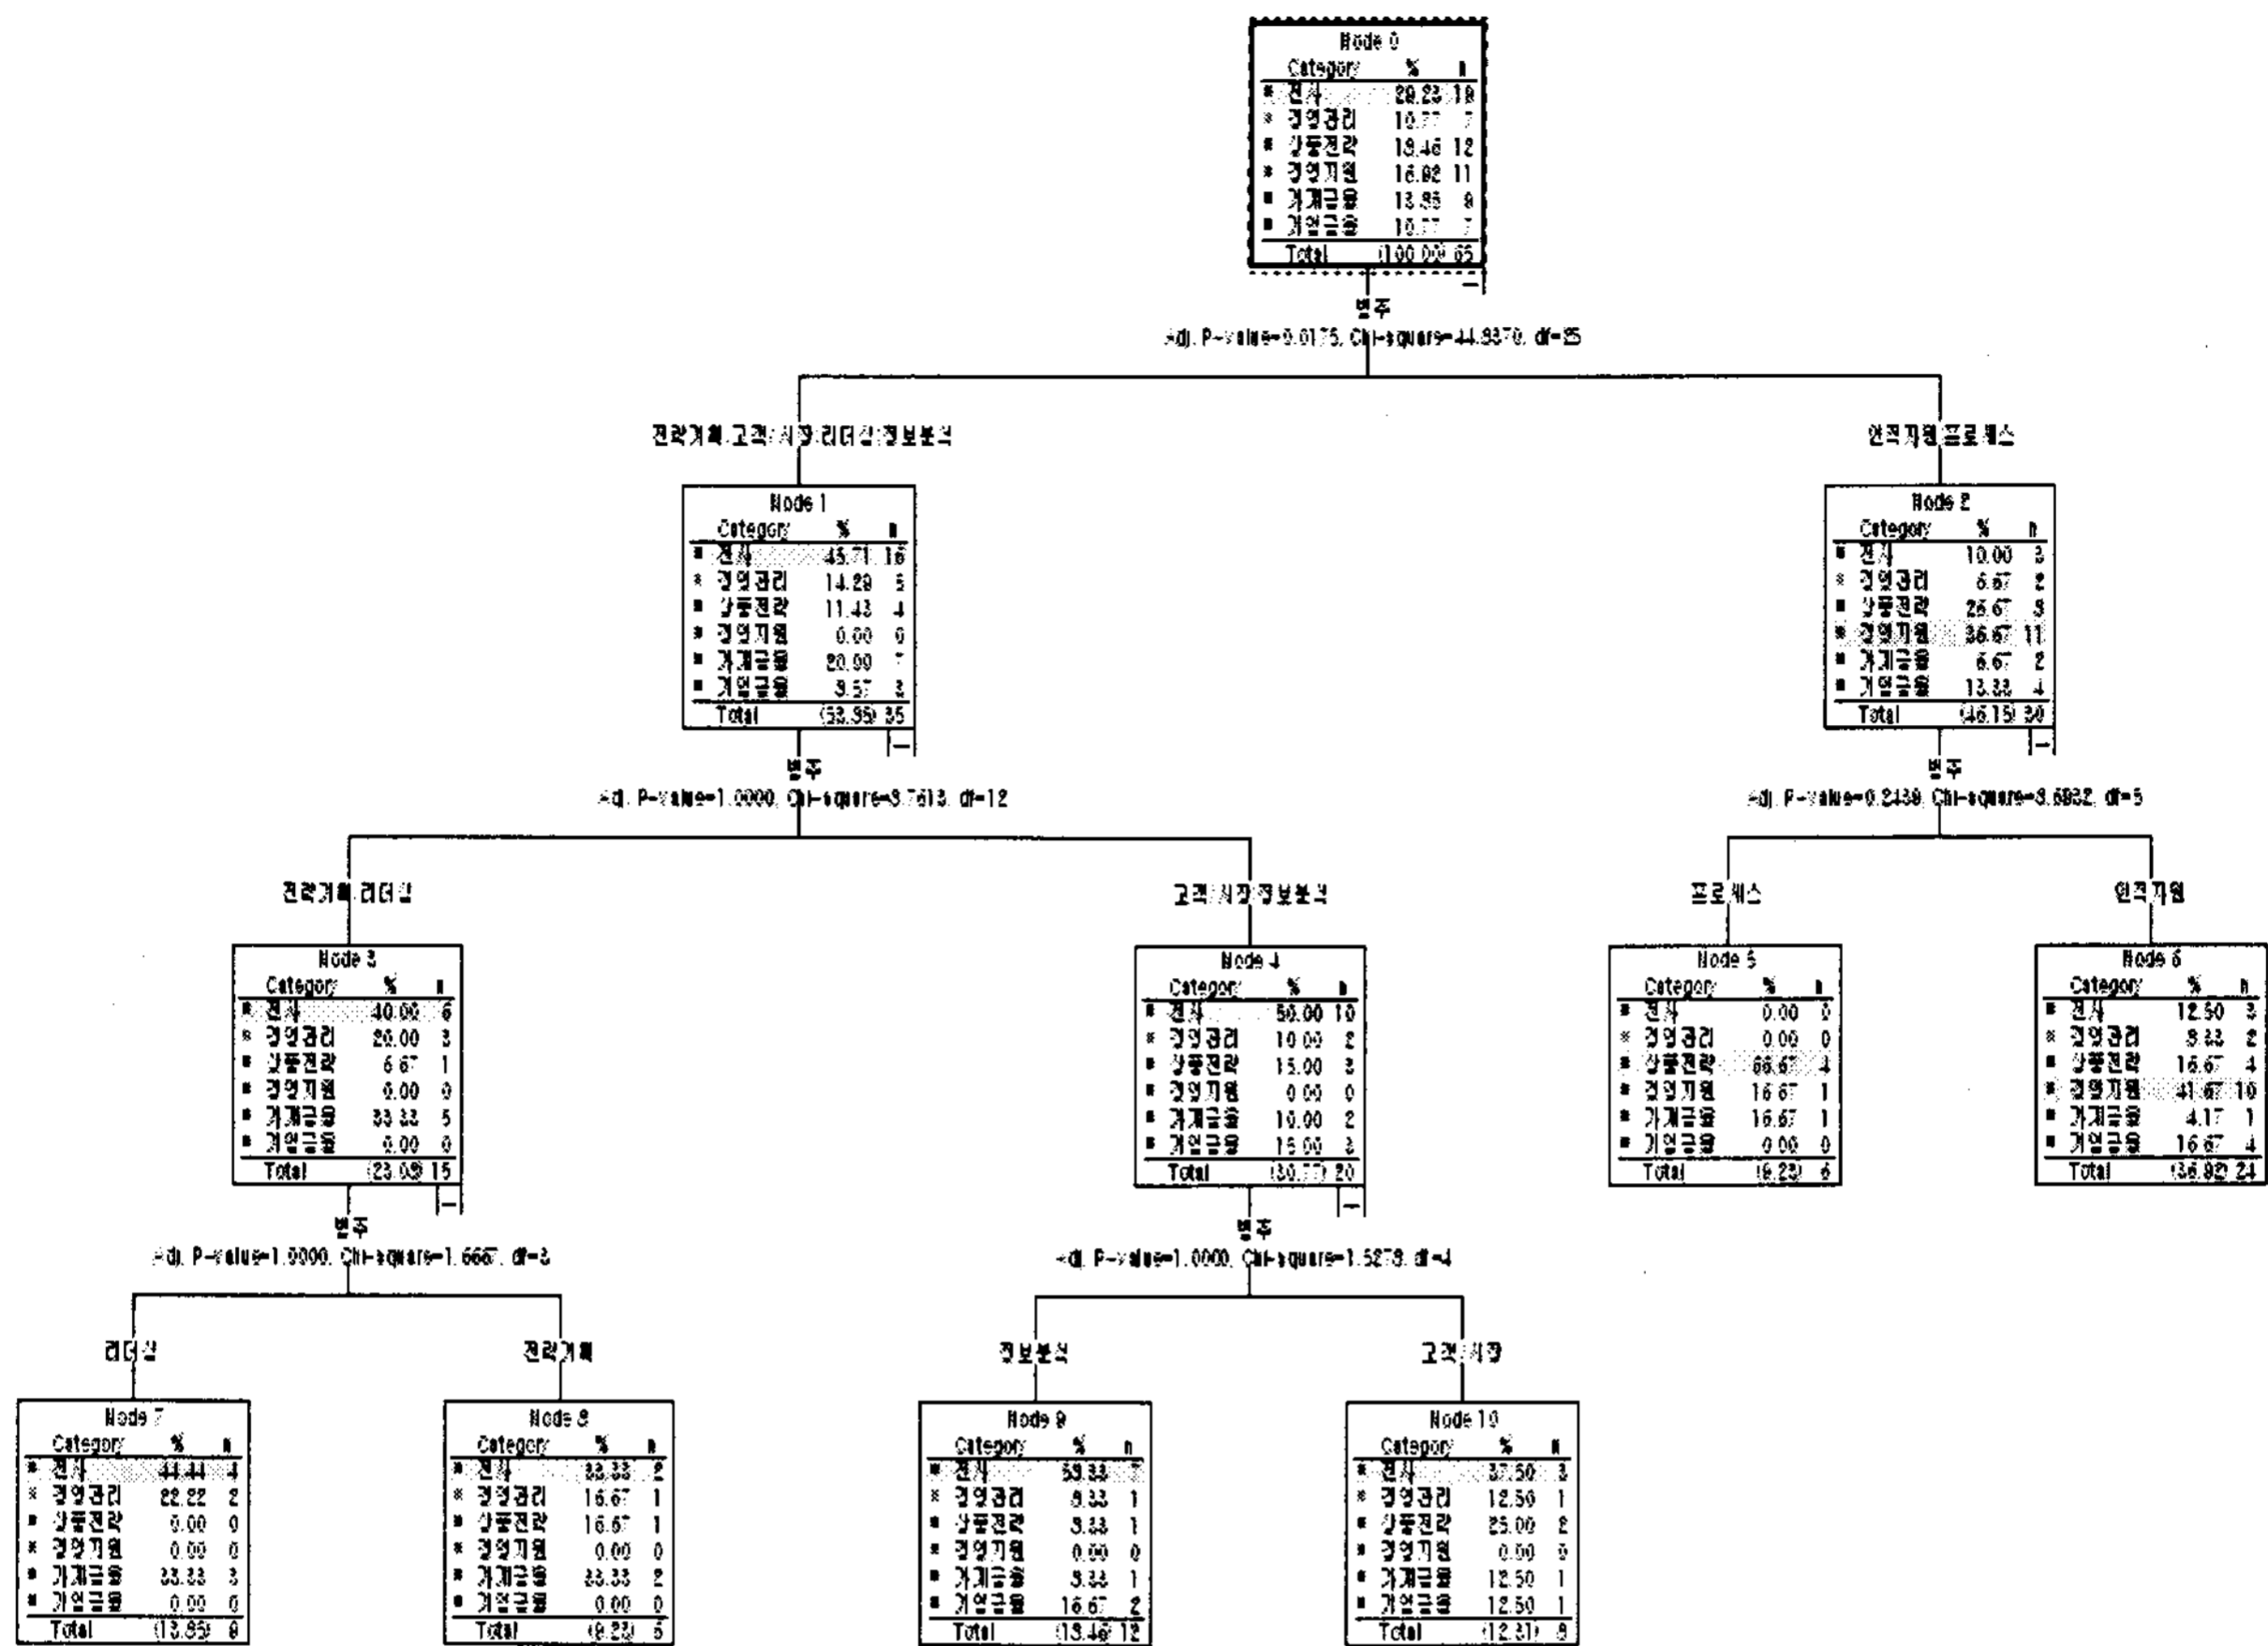 Node 0
Category % n
전사 29.23 19
경영관리 10.77 7
상품전략 18.46 12
경영지원 16.92 11
가계금융 13.85 9
기업금융 10.77 7
Total (100.00) 65
범주
Adj. P-value=0.0175, Chi-square=44.8370, df=25
전략기획;고객/시장;리더십;정보분석
인적자원;프로세스
Node 1
Category % n
전사 45.71 16
경영관리 14.29 5
상품전략 11.43 4
경영지원 0.00 0
가계금융 20.00 7
기업금융 8.57 3
Total (53.85) 35
Node 2
Category % n
전사 10.00 3
경영관리 6.67 2
상품전략 26.67 8
경영지원 36.67 11
가계금융 6.67 2
기업금융 13.33 4
Total (46.15) 30
범주
Adj. P-value=1.0000, Chi-square=8.7613, df=12
범주
Adj. P-value=0.2439, Chi-square=8.6932, df=5
전략기획;리더십
고객/시장;정보분석
프로세스
인적자원
Node 3
Category % n
전사 40.00 6
경영관리 20.00 3
상품전략 6.67 1
경영지원 0.00 0
가계금융 33.33 5
기업금융 0.00 0
Total (23.08) 15
Node 4
Category % n
전사 50.00 10
경영관리 10.00 2
상품전략 15.00 3
경영지원 0.00 0
가계금융 10.00 2
기업금융 15.00 3
Total (30.77) 20
Node 5
Category % n
전사 0.00 0
경영관리 0.00 0
상품전략 66.67 4
경영지원 16.67 1
가계금융 16.67 1
기업금융 0.00 0
Total (9.23) 6
Node 6
Category % n
전사 12.50 3
경영관리 8.33 2
상품전략 16.67 4
경영지원 41.67 10
가계금융 4.17 1
기업금융 16.67 4
Total (36.92) 24
범주
Adj. P-value=1.0000, Chi-square=1.6667, df=3
범주
Adj. P-value=1.0000, Chi-square=1.5278, df=4
리더십
전략기획
정보분석
고객/시장
Node 7
Category % n
전사 44.44 4
경영관리 22.22 2
상품전략 0.00 0
경영지원 0.00 0
가계금융 33.33 3
기업금융 0.00 0
Total (13.85) 9
Node 8
Category % n
전사 33.33 2
경영관리 16.67 1
상품전략 16.67 1
경영지원 0.00 0
가계금융 33.33 2
기업금융 0.00 0
Total (9.23) 6
Node 9
Category % n
전사 58.33 7
경영관리 8.33 1
상품전략 8.33 1
경영지원 0.00 0
가계금융 8.33 1
기업금융 16.67 2
Total (18.46) 12
Node 10
Category % n
전사 37.50 3
경영관리 12.50 1
상품전략 25.00 2
경영지원 0.00 0
가계금융 12.50 1
기업금융 12.50 1
Total (12.31) 8